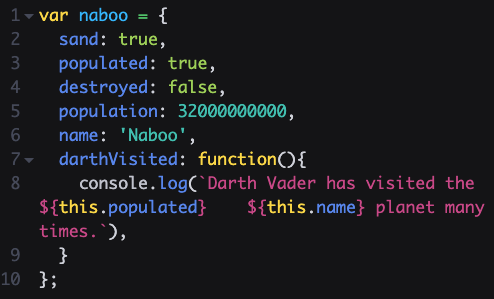 1 var naboo = {
2 sand: true,
3 populated: true,
4 destroyed: false,
5 population: 32000000000,
6 name: 'Naboo',
7 darthVisited: function(){
8 console.log(`Darth Vader has visited the
${this.populated}    ${this.name} planet many
times.`),
9 }
10 };